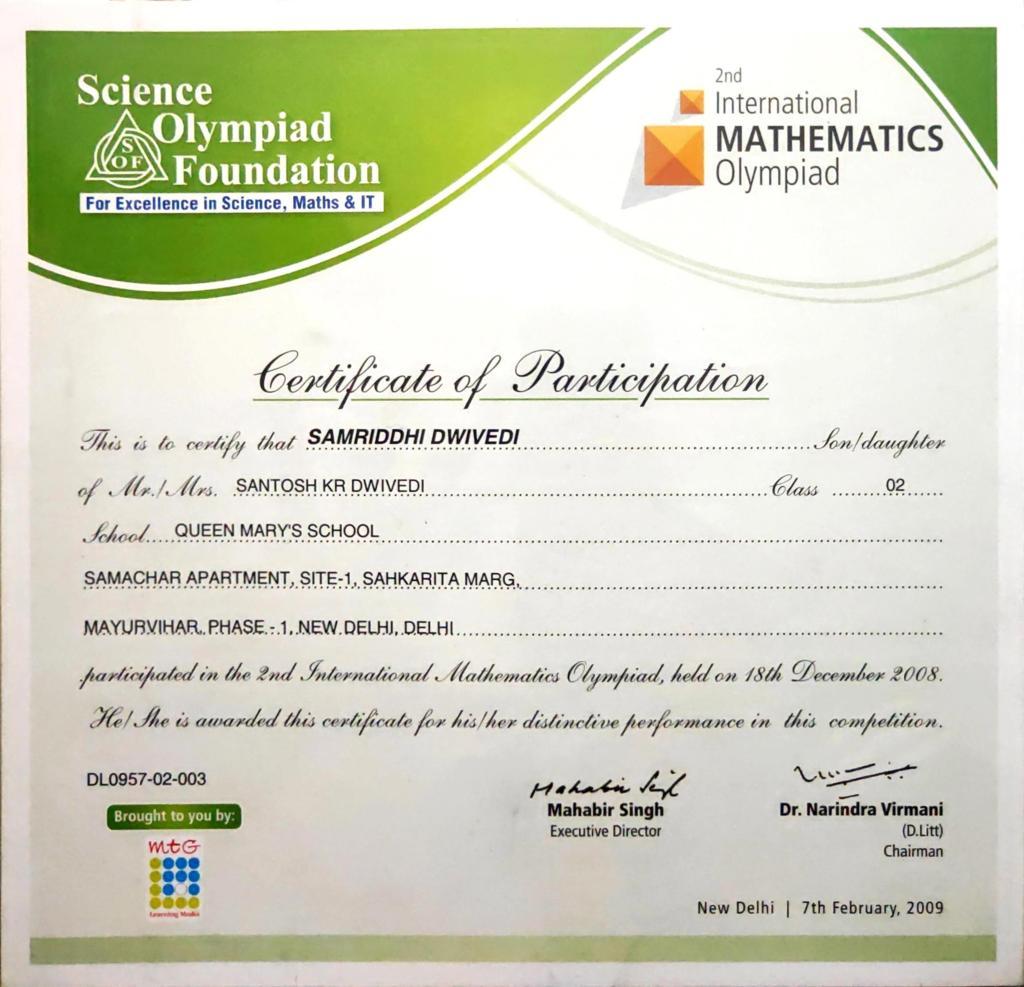 Science
Olympiad
Foundation
SOF
For Excellence in Science, Maths & IT
2nd
International
MATHEMATICS
Olympiad
Certificate of Participation
This is to certify that SAMRIDDHI DWIVEDI Son/daughter
of Mr./Mrs. SANTOSH KR DWIVEDI Class 02
School QUEEN MARY'S SCHOOL
SAMACHAR APARTMENT, SITE-1, SAHKARITA MARG,
MAYURVIHAR, PHASE - 1, NEW DELHI, DELHI
participated in the 2nd International Mathematics Olympiad, held on 18th December 2008.
He/She is awarded this certificate for his/her distinctive performance in this competition.
DL0957-02-003
Brought to you by:
mtG
Learning Media
Mahabir Singh
Mahabir Singh
Executive Director
Dr. Narindra Virmani
(D.Litt)
Chairman
New Delhi | 7th February, 2009